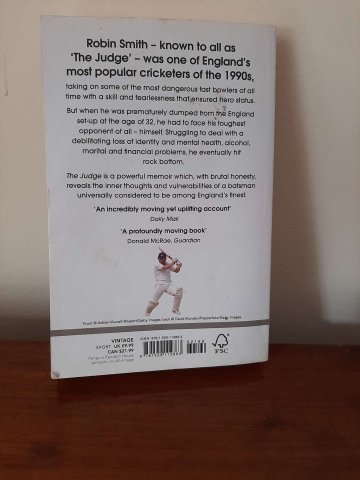 Robin Smith – known to all as
'The Judge' – was one of England's
most popular cricketers of the 1990s,
taking on some of the most dangerous fast bowlers of all
time with a skill and fearlessness that ensured hero status.
But when he was prematurely dumped from the England
set-up at the age of 32, he had to face his toughest
opponent of all – himself. Struggling to deal with a
debilitating loss of identity and mental health, alcohol,
marital and financial problems, he eventually hit
rock bottom.
The Judge is a powerful memoir which, with brutal honesty,
reveals the inner thoughts and vulnerabilities of a batsman
universally considered to be among England's finest.
'An incredibly moving yet uplifting account'
Daily Mail
'A profoundly moving book'
Donald McRae, Guardian
VINTAGE
SPORT UK £9.99
CAN $21.99
FSC